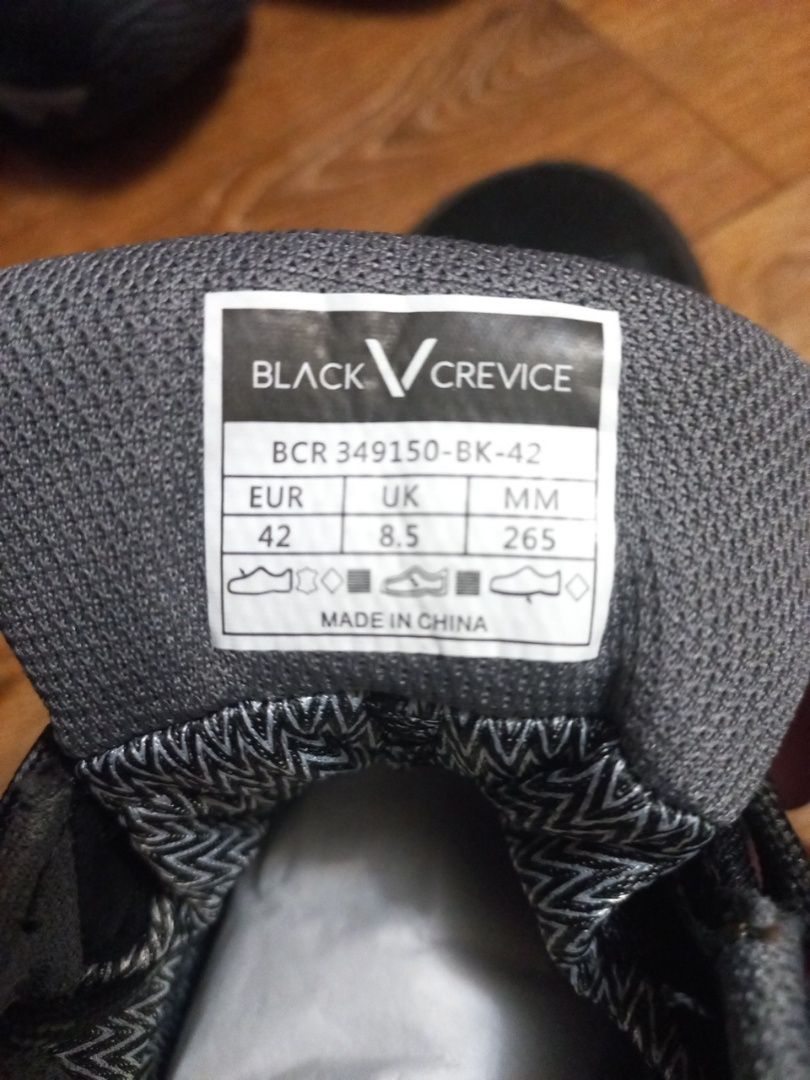 BLACK CREVICE
BCR 349150-BK-42
EUR UK MM
42 8.5 265
MADE IN CHINA